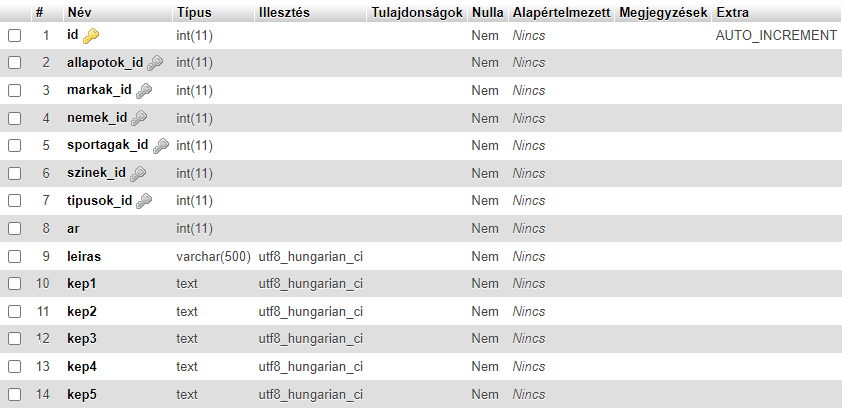 # Név Típus Illesztés Tulajdonságok Nulla Alapértelmezett Megjegyzések Extra
1 id int(11) Nem Nincs AUTO_INCREMENT
2 allapotok_id int(11) Nem Nincs
3 markak_id int(11) Nem Nincs
4 nemek_id int(11) Nem Nincs
5 sportagak_id int(11) Nem Nincs
6 szinek_id int(11) Nem Nincs
7 tipusok_id int(11) Nem Nincs
8 ar int(11) Nem Nincs
9 leiras varchar(500) utf8_hungarian_ci Nem Nincs
10 kep1 text utf8_hungarian_ci Nem Nincs
11 kep2 text utf8_hungarian_ci Nem Nincs
12 kep3 text utf8_hungarian_ci Nem Nincs
13 kep4 text utf8_hungarian_ci Nem Nincs
14 kep5 text utf8_hungarian_ci Nem Nincs